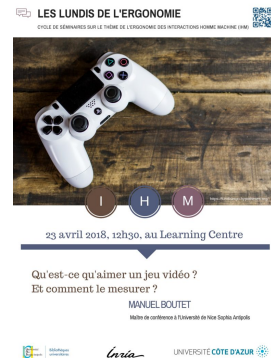 LES LUNDIS DE L'ERGONOMIE
CYCLE DE SÉMINAIRES SUR LE THÈME DE L'ERGONOMIE DES INTERACTIONS HOMME MACHINE (IHM)
I H M
23 avril 2018, 12h30, au Learning Centre
Qu'est-ce qu'aimer un jeu vidéo ?
Et comment le mesurer ?
MANUEL BOUTET
Maître de conférence à l'Université de Nice Sophia Antipolis
Bibliothèques
universitaires
Inria
UNIVERSITÉ CÔTE D'AZUR